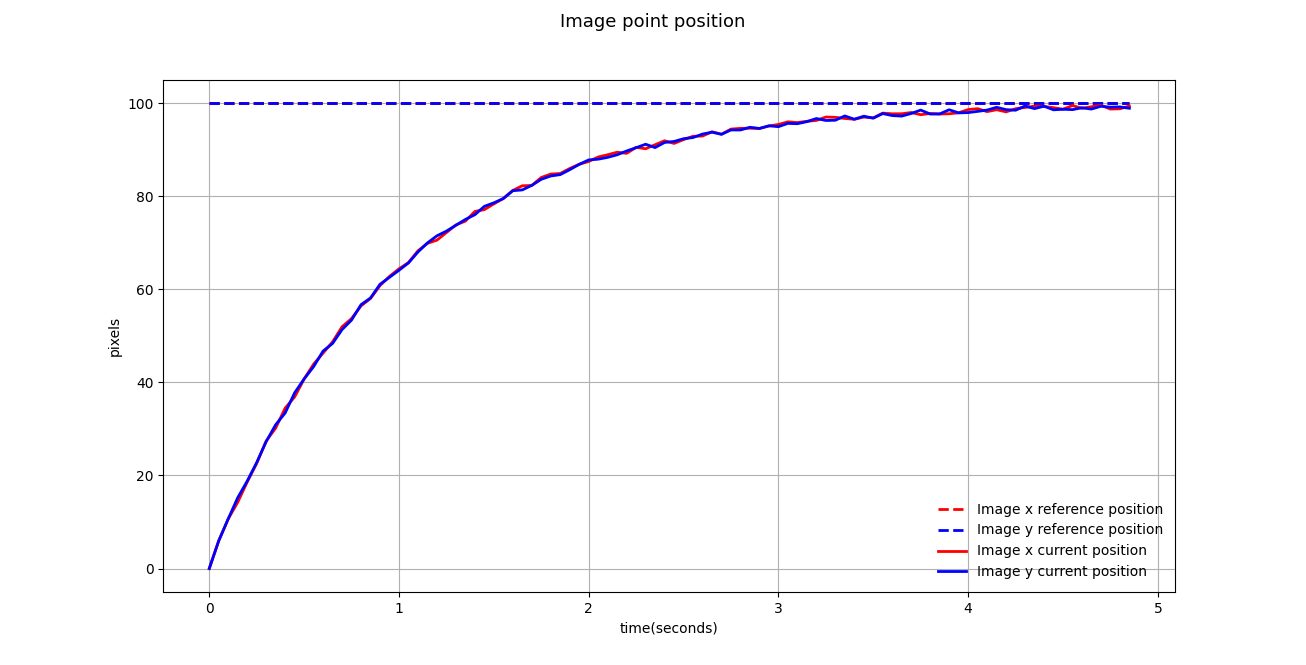 Image point position
100
80
60
40
20
0
pixels
Image x reference position
Image y reference position
Image x current position
Image y current position
0 1 2 3 4 5
time(seconds)